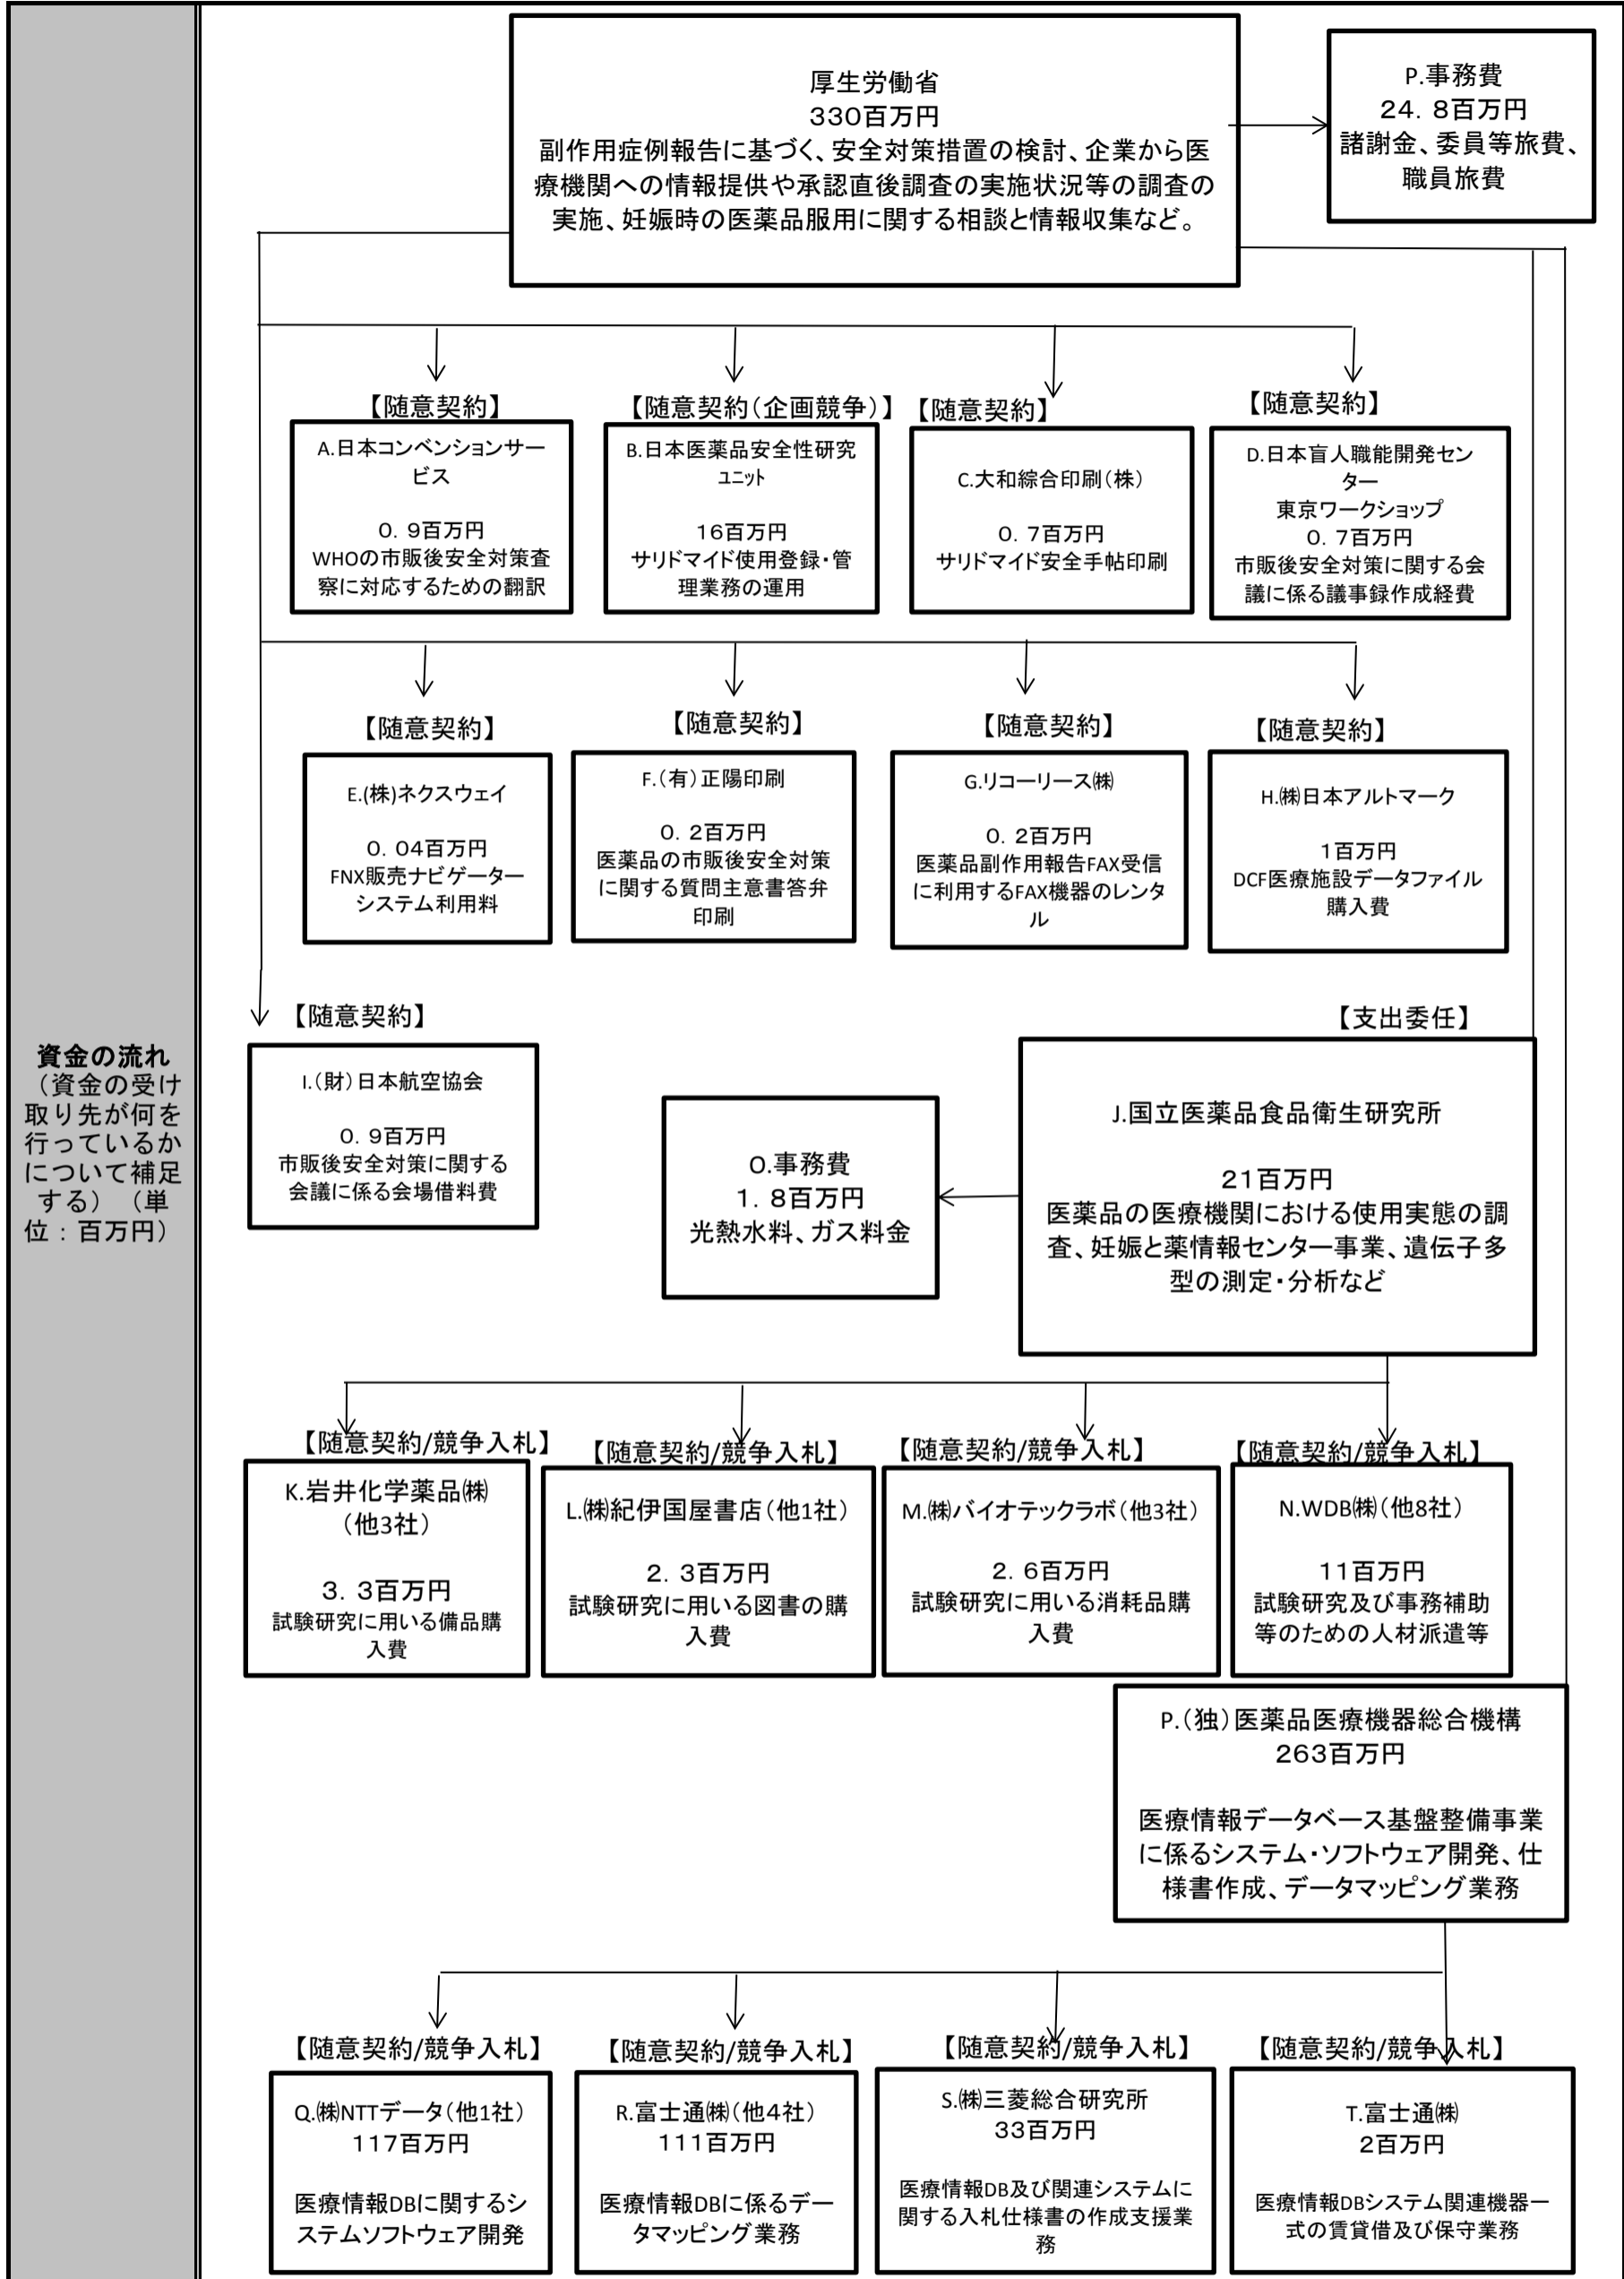 厚生労働省
330百万円
副作用症例報告に基づく、安全対策措置の検討、企業から医
療機関への情報提供や承認直後調査の実施状況等の調査の
実施、妊娠時の医薬品服用に関する相談と情報収集など。
P.事務費
24．8百万円
諸謝金、委員等旅費、
職員旅費
【随意契約】
A.日本コンベンションサー
ビス
0．9百万円
WHOの市販後安全対策査
察に対応するための翻訳
【随意契約（企画競争）】
B.日本医薬品安全性研究
ユニット
16百万円
サリドマイド使用登録・管
理業務の運用
【随意契約】
C.大和綜合印刷（株）
0．7百万円
サリドマイド安全手帖印刷
【随意契約】
D.日本盲人職能開発セン
ター
東京ワークショップ
0．7百万円
市販後安全対策に関する会
議に係る議事録作成経費
【随意契約】
E.(株)ネクスウェイ
0．04百万円
FNX販売ナビゲーター
システム利用料
【随意契約】
F.（有）正陽印刷
0．2百万円
医薬品の市販後安全対策
に関する質問主意書答弁
印刷
【随意契約】
G.リコーリース㈱
0．2百万円
医薬品副作用報告FAX受信
に利用するFAX機器のレンタ
ル
【随意契約】
H.㈱日本アルトマーク
1百万円
DCF医療施設データファイル
購入費
資金の流れ
（資金の受け
取り先が何を
行っているか
について補足
する）（単
位：百万円）
【随意契約】
I.（財）日本航空協会
0．9百万円
市販後安全対策に関する
会議に係る会場借料費
【支出委任】
J.国立医薬品食品衛生研究所
21百万円
医薬品の医療機関における使用実態の調
査、妊娠と薬情報センター事業、遺伝子多
型の測定・分析など
O.事務費
1．8百万円
光熱水料、ガス料金
【随意契約/競争入札】
K.岩井化学薬品㈱
（他3社）
3．3百万円
試験研究に用いる備品購
入費
【随意契約/競争入札】
L.㈱紀伊国屋書店（他1社）
2．3百万円
試験研究に用いる図書の購
入費
【随意契約/競争入札】
M.㈱バイオテックラボ（他3社）
2．6百万円
試験研究に用いる消耗品購
入費
【随意契約/競争入札】
N.WDB㈱（他8社）
11百万円
試験研究及び事務補助
等のための人材派遣等
P.（独）医薬品医療機器総合機構
263百万円
医療情報データベース基盤整備事業
に係るシステム・ソフトウェア開発、仕
様書作成、データマッピング業務
【随意契約/競争入札】
Q.㈱NTTデータ（他1社）
117百万円
医療情報DBに関するシ
ステムソフトウェア開発
【随意契約/競争入札】
R.富士通㈱（他4社）
111百万円
医療情報DBに係るデー
タマッピング業務
【随意契約/競争入札】
S.㈱三菱総合研究所
33百万円
医療情報DB及び関連システムに
関する入札仕様書の作成支援業
務
【随意契約/競争入札】
T.富士通㈱
2百万円
医療情報DBシステム関連機器一
式の賃貸借及び保守業務